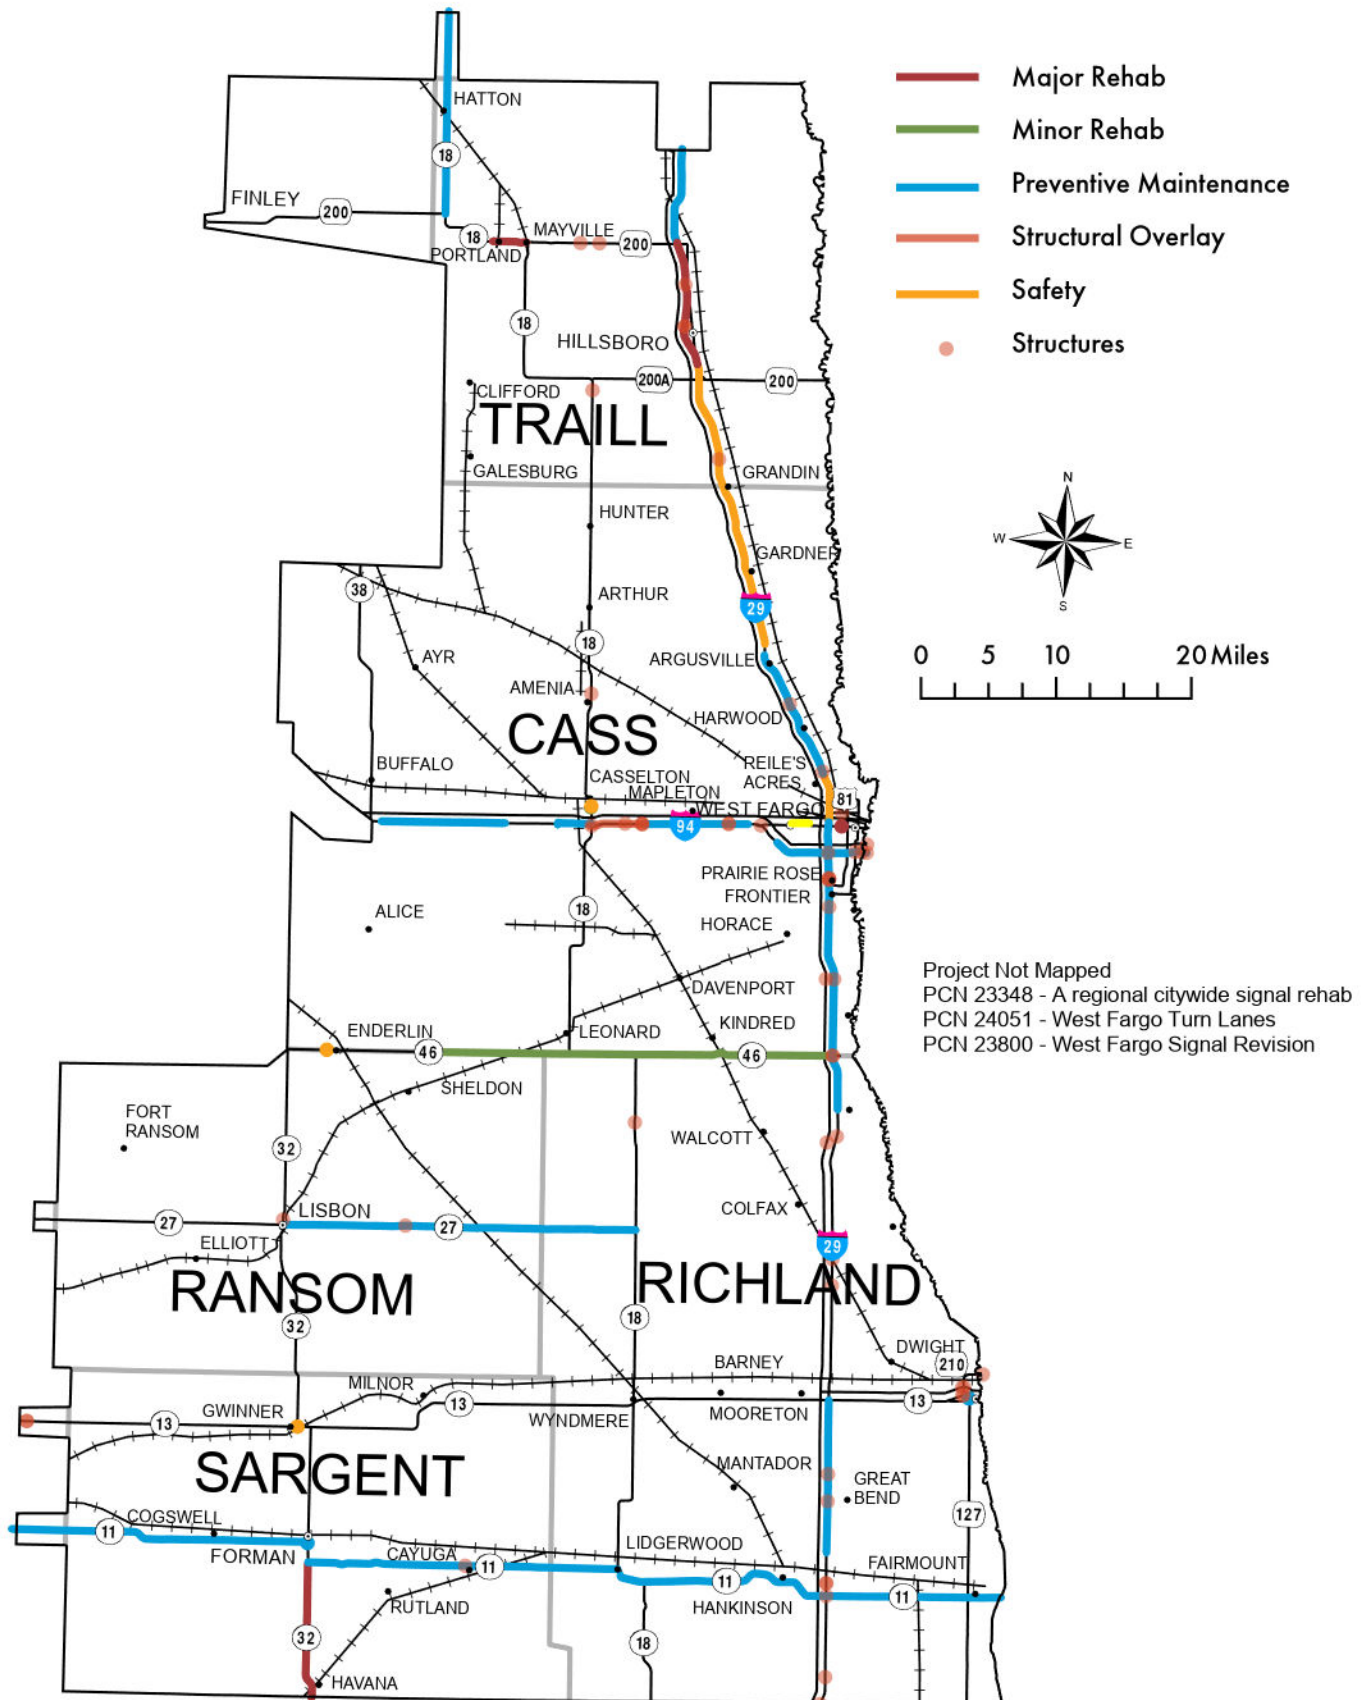 Major Rehab
Minor Rehab
Preventive Maintenance
Structural Overlay
Safety
Structures
HATTON
18
FINLEY
200
18
MAYVILLE
200
PORTLAND
18
HILLSBORO
200A
200
CLIFFORD
TRAILL
GALESBURG
GRANDIN
HUNTER
N
W
E
S
GARDNER
38
ARTHUR
29
18
AYR
ARGUSVILLE
0 5 10 20 Miles
AMENIA
HARWOOD
CASS
BUFFALO
REILE'S
ACRES
CASSELTON
MAPLETON
81
WEST FARGO
94
PRAIRIE ROSE
FRONTIER
ALICE
18
HORACE
Project Not Mapped
PCN 23348 - A regional citywide signal rehab
PCN 24051 - West Fargo Turn Lanes
PCN 23800 - West Fargo Signal Revision
DAVENPORT
ENDERLIN
LEONARD
KINDRED
46
46
SHELDON
FORT
RANSOM
WALCOTT
32
LISBON
COLFAX
27
27
ELLIOTT
29
RANSOM
RICHLAND
32
18
DWIGHT
BARNEY
210
MILNOR
GWINNER
13
13
13
WYNDMERE
MOORETON
SARGENT
MANTADOR
GREAT
BEND
COGSWELL
127
11
FORMAN
CAYUGA
11
LIDGERWOOD
FAIRMOUNT
11
11
RUTLAND
HANKINSON
32
18
HAVANA